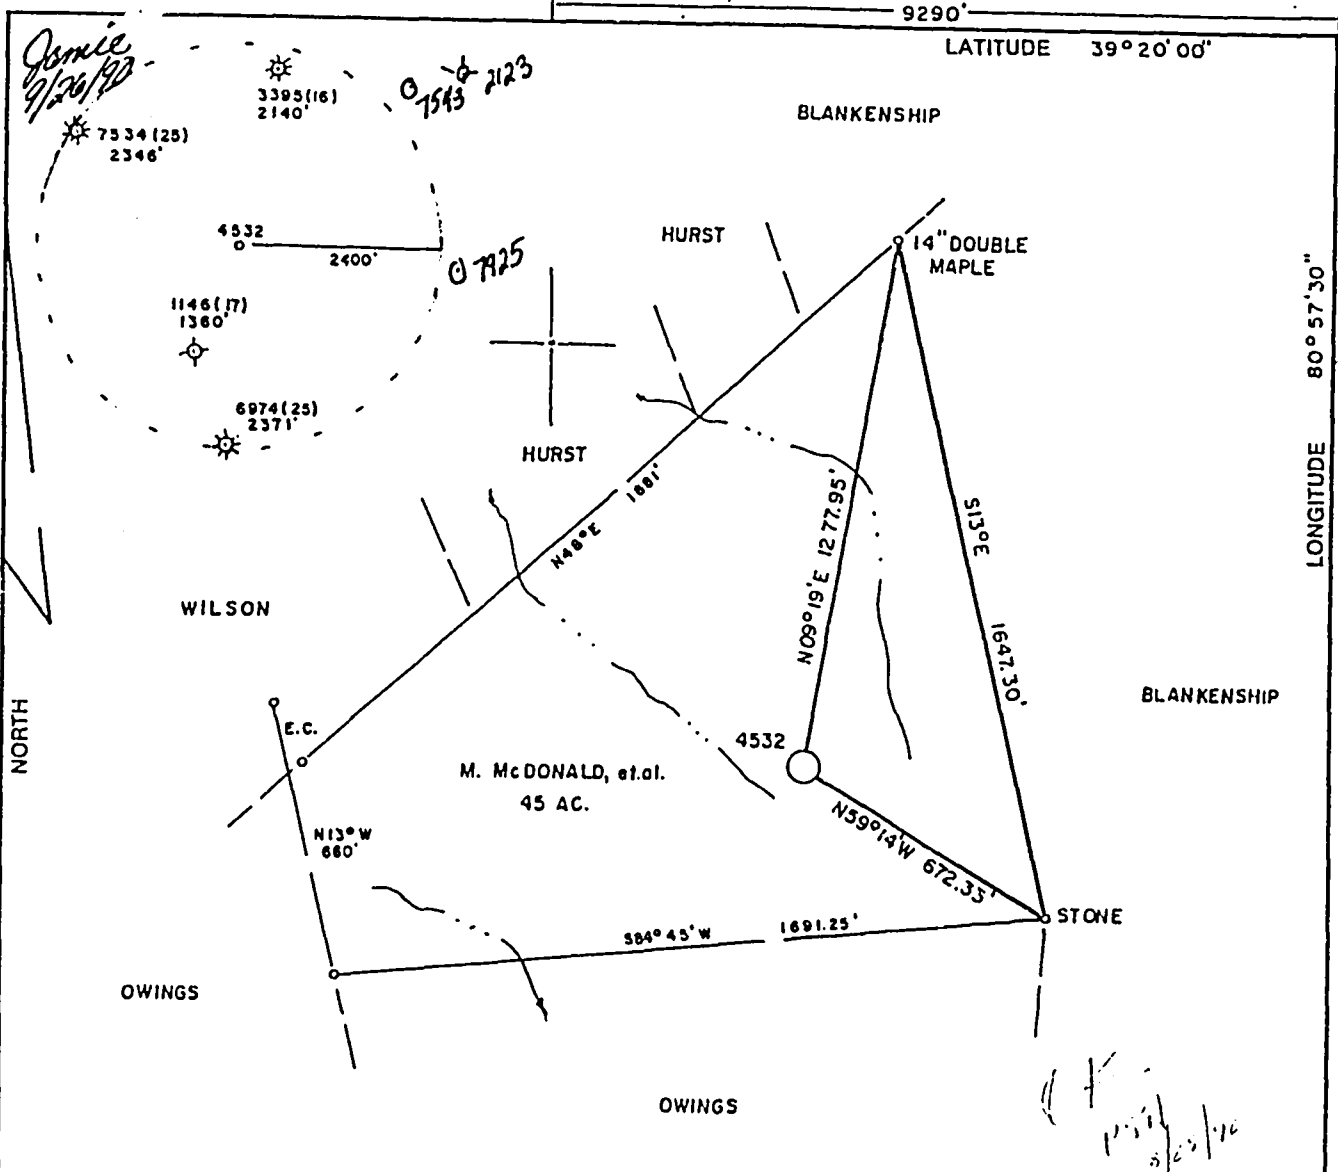 9290'
LATITUDE 39°20'00"
Jamie
9/26/90
3395(16)
2140'
7543
2123
BLANKENSHIP
7534(25)
2346'
4532
2400'
7925
HURST
14" DOUBLE
MAPLE
1146(17)
1360'
LONGITUDE 80°57'30"
6974(25)
2371'
HURST
N48°E 1881'
N09°19'E 1277.95'
S13°E 1647.30'
WILSON
NORTH
BLANKENSHIP
E.C.
4532
M. McDONALD, et.al.
45 AC.
N13°W
660'
N59°14'W 672.35'
STONE
S84°45'W 1691.25'
OWINGS
OWINGS